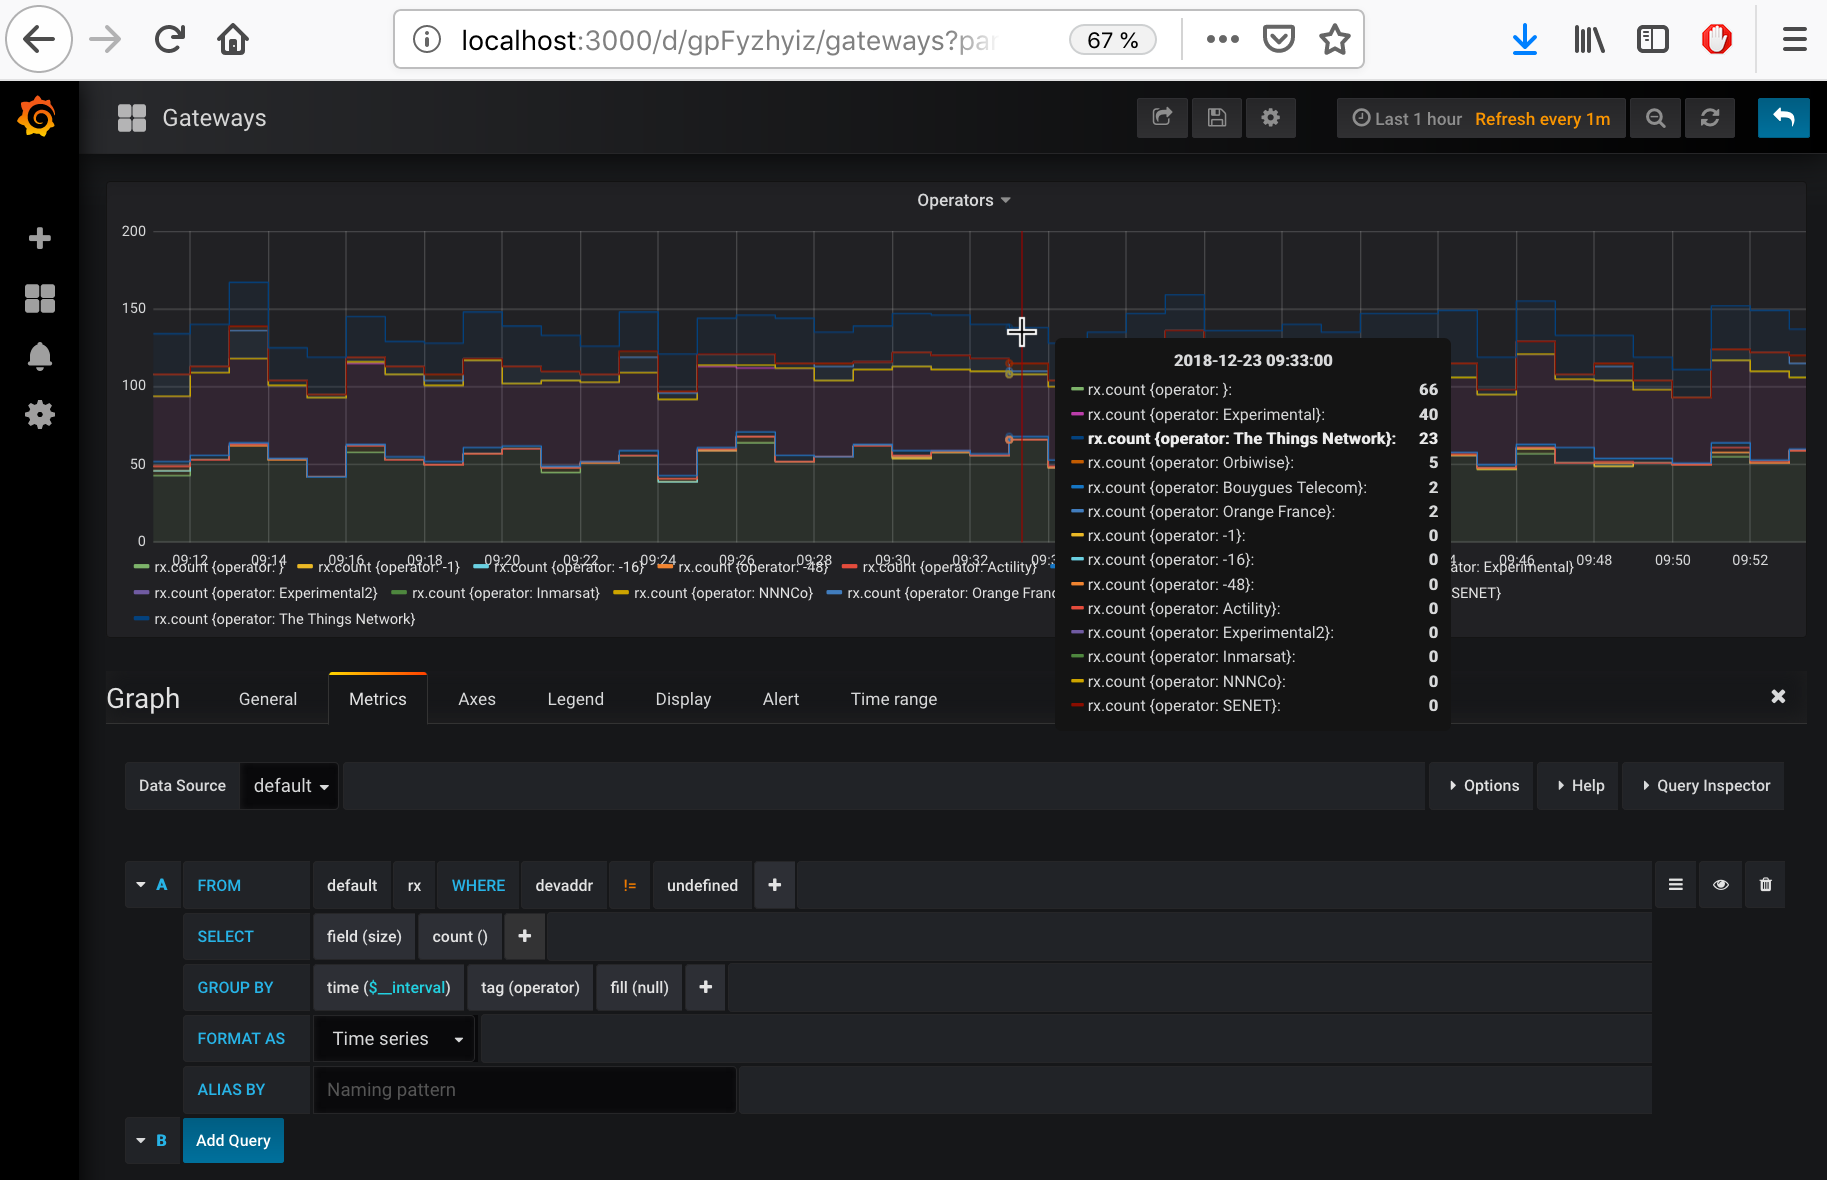 localhost:3000/d/gpFyzhyiz/gateways?par 67 %
Gateways Last 1 hour Refresh every 1m
Operators
200
150
100
50
0
09:12 09:14 09:16 09:18 09:20 09:22 09:24 09:26 09:28 09:30 09:32 09:46 09:48 09:50 09:52
rx.count {operator: } rx.count {operator: -1} rx.count {operator: -16} rx.count {operator: -48} rx.count {operator: Actility} ator: Experimental}
rx.count {operator: Experimental2} rx.count {operator: Inmarsat} rx.count {operator: NNNCo} rx.count {operator: Orange Franc SENET}
rx.count {operator: The Things Network}
2018-12-23 09:33:00
rx.count {operator: }: 66
rx.count {operator: Experimental}: 40
rx.count {operator: The Things Network}: 23
rx.count {operator: Orbiwise}: 5
rx.count {operator: Bouygues Telecom}: 2
rx.count {operator: Orange France}: 2
rx.count {operator: -1}: 0
rx.count {operator: -16}: 0
rx.count {operator: -48}: 0
rx.count {operator: Actility}: 0
rx.count {operator: Experimental2}: 0
rx.count {operator: Inmarsat}: 0
rx.count {operator: NNNCo}: 0
rx.count {operator: SENET}: 0
Graph General Metrics Axes Legend Display Alert Time range
Data Source default Options Help Query Inspector
A FROM default rx WHERE devaddr != undefined
SELECT field (size) count ()
GROUP BY time ($__interval) tag (operator) fill (null)
FORMAT AS Time series
ALIAS BY Naming pattern
B Add Query